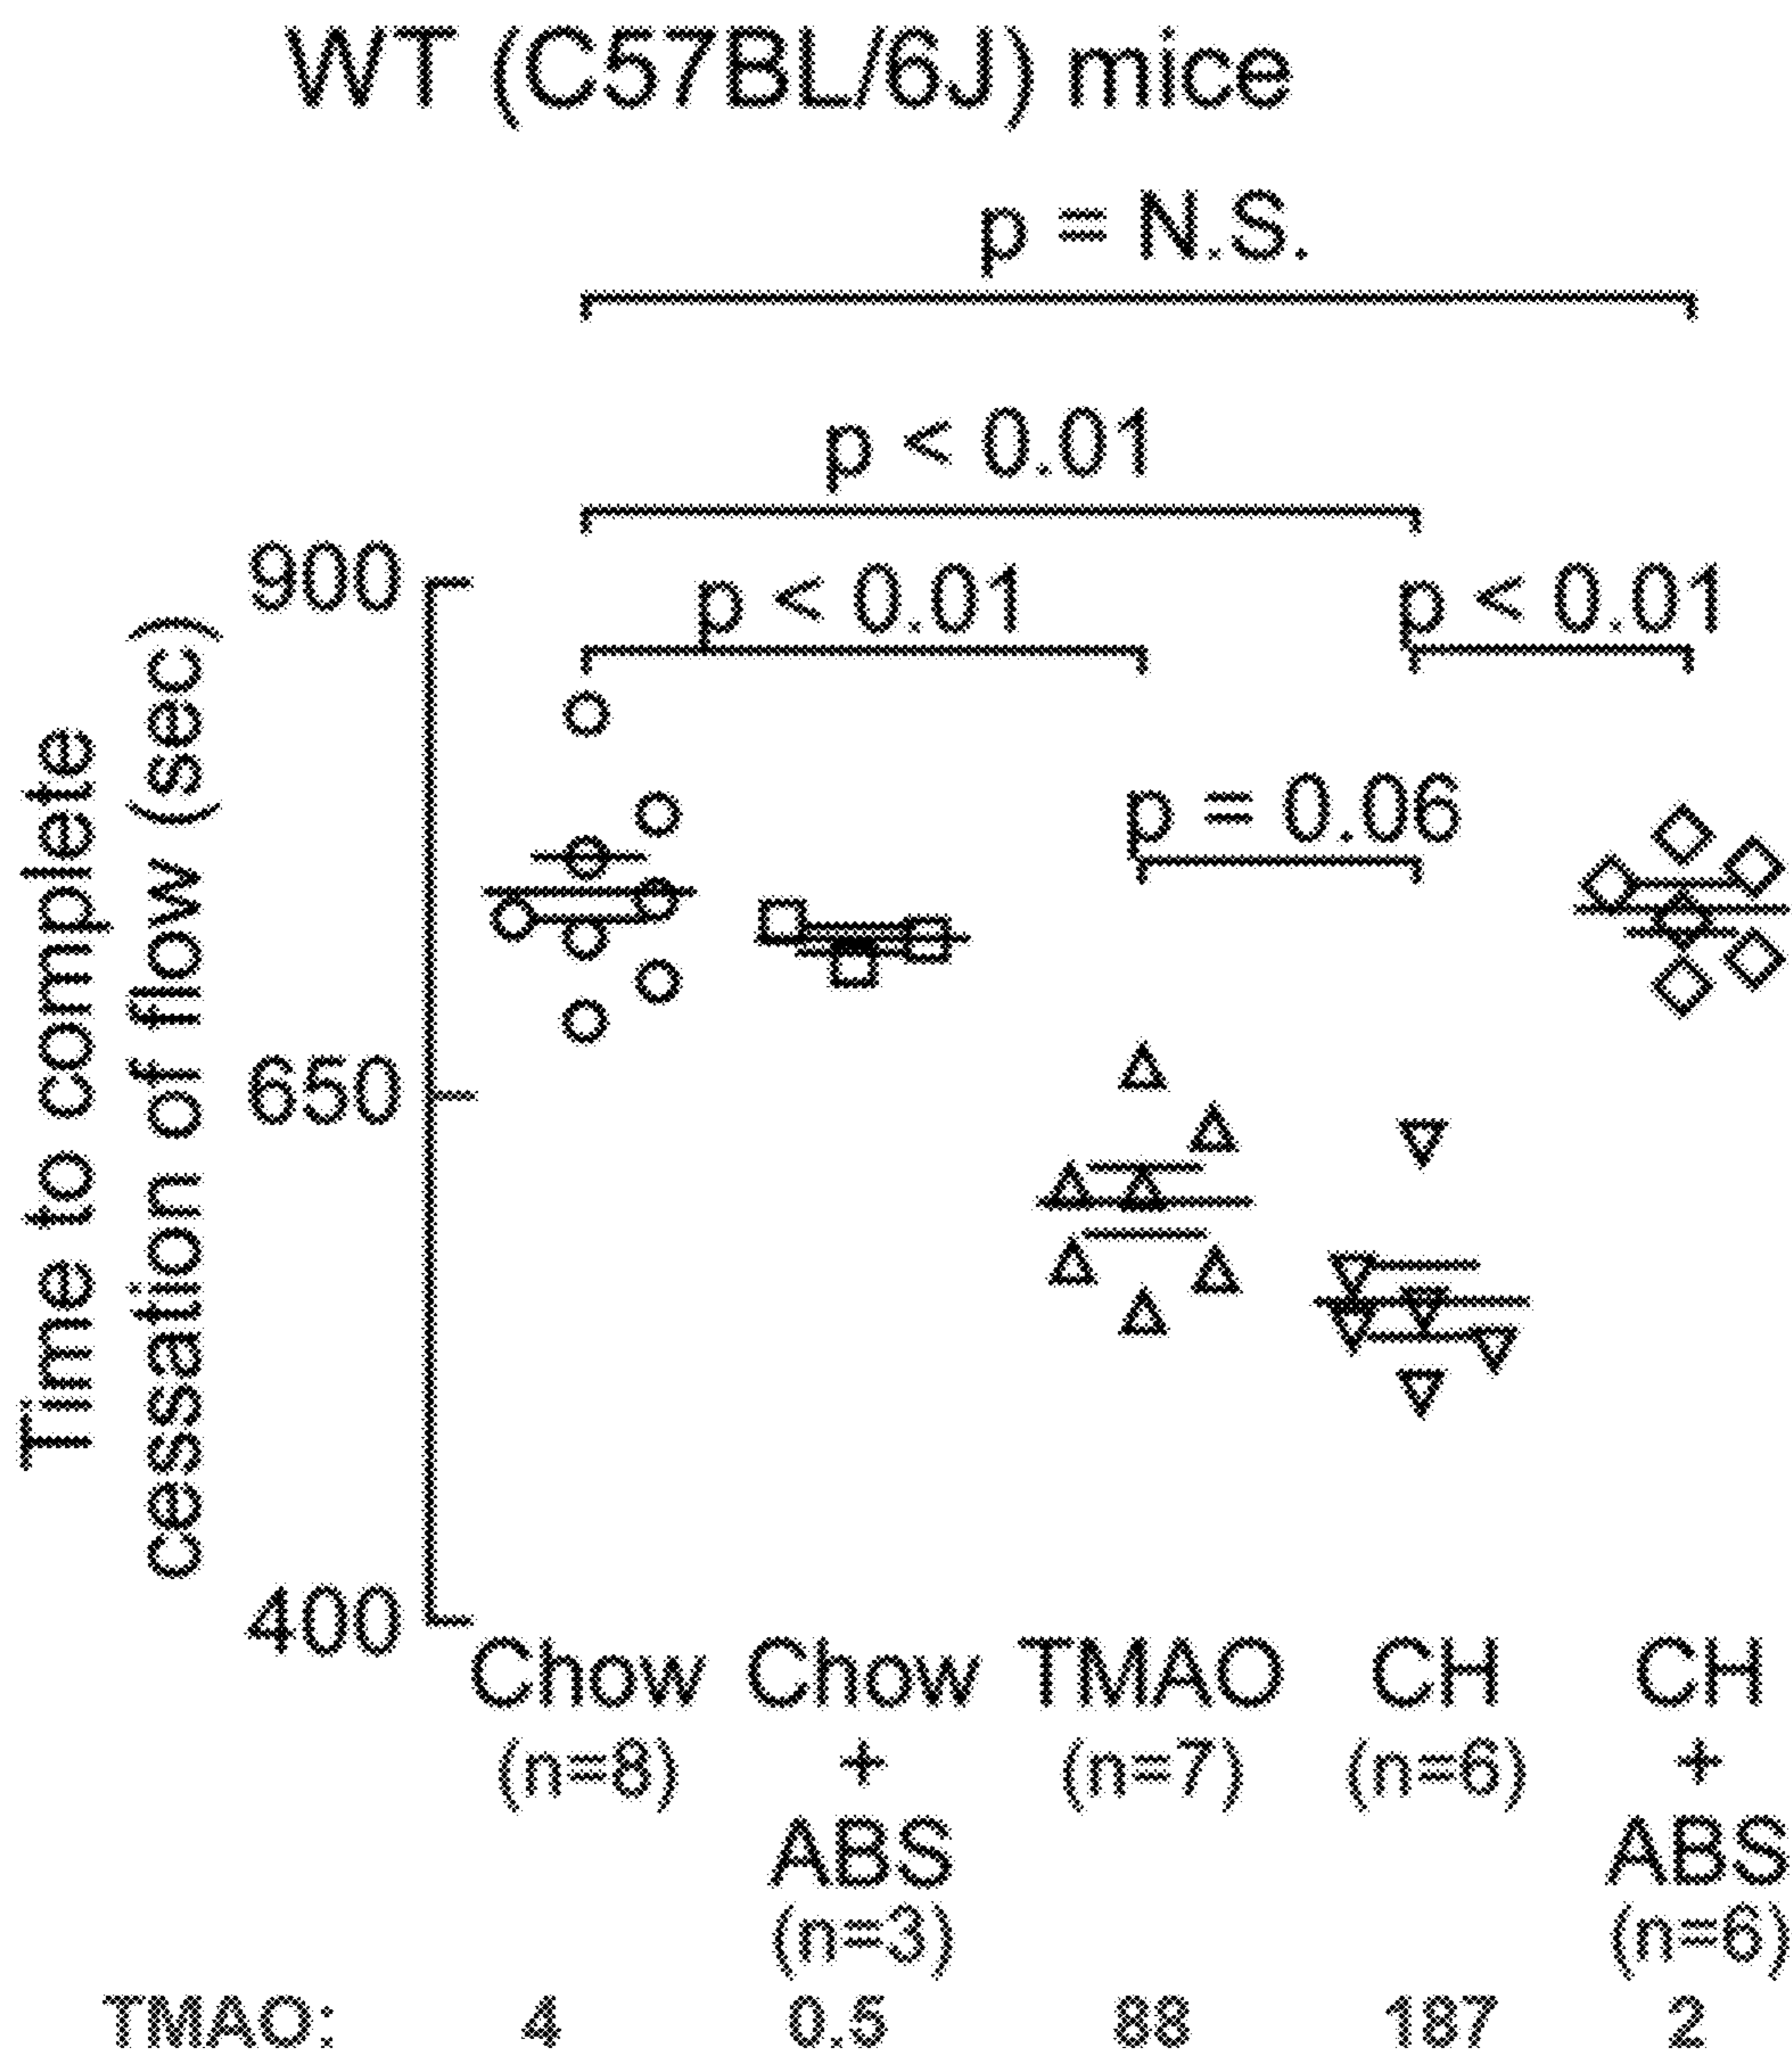 WT (C57BL/6J) mice
p = N.S.
p < 0.01
p < 0.01
p < 0.01
p = 0.06
Time to complete
cessation of flow (sec)
900
650
400
Chow
(n=8)
Chow
+
ABS
(n=3)
TMAO
(n=7)
CH
(n=6)
CH
+
ABS
(n=6)
TMAO: 4 0.5 88 187 2